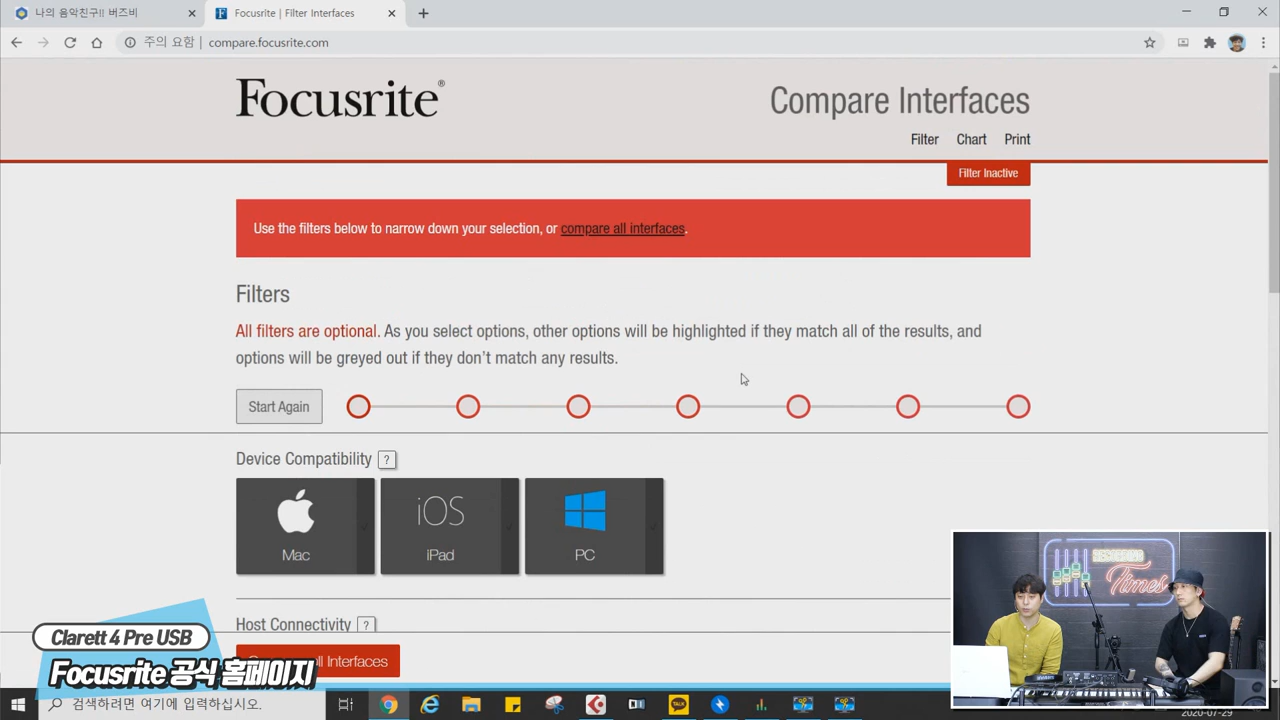 나의 음악친구!! 버즈비
Focusrite | Filter Interfaces
주의 요함 | compare.focusrite.com
Focusrite®
Compare Interfaces
Filter Chart Print
Filter Inactive
Use the filters below to narrow down your selection, or compare all interfaces.
Filters
All filters are optional. As you select options, other options will be highlighted if they match all of the results, and
options will be greyed out if they don't match any results.
Start Again
Device Compatibility ?
Mac
iOS
iPad
PC
Host Connectivity ?
Clarett 4 Pre USB
ll Interfaces
Focusrite 공식 홈페이지
Times
검색하려면 여기에 입력하십시오.
TALK
2020-07-29